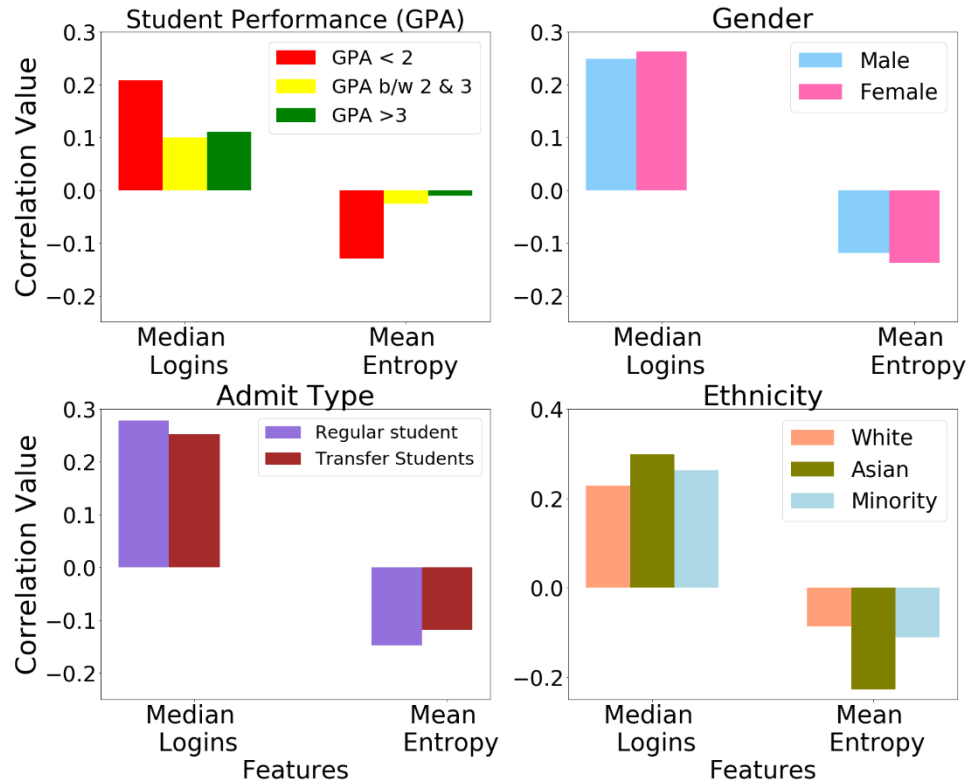 Student Performance (GPA)
Correlation Value
0.3
0.2
0.1
0.0
−0.1
−0.2
GPA < 2
GPA b/w 2 & 3
GPA >3
Median
Logins
Mean
Entropy
Gender
0.3
0.2
0.1
0.0
−0.1
−0.2
Male
Female
Median
Logins
Mean
Entropy
Admit Type
Correlation Value
0.3
0.2
0.1
0.0
−0.1
−0.2
Regular student
Transfer Students
Median
Logins
Mean
Entropy
Features
Ethnicity
0.4
0.2
0.0
−0.2
White
Asian
Minority
Median
Logins
Mean
Entropy
Features